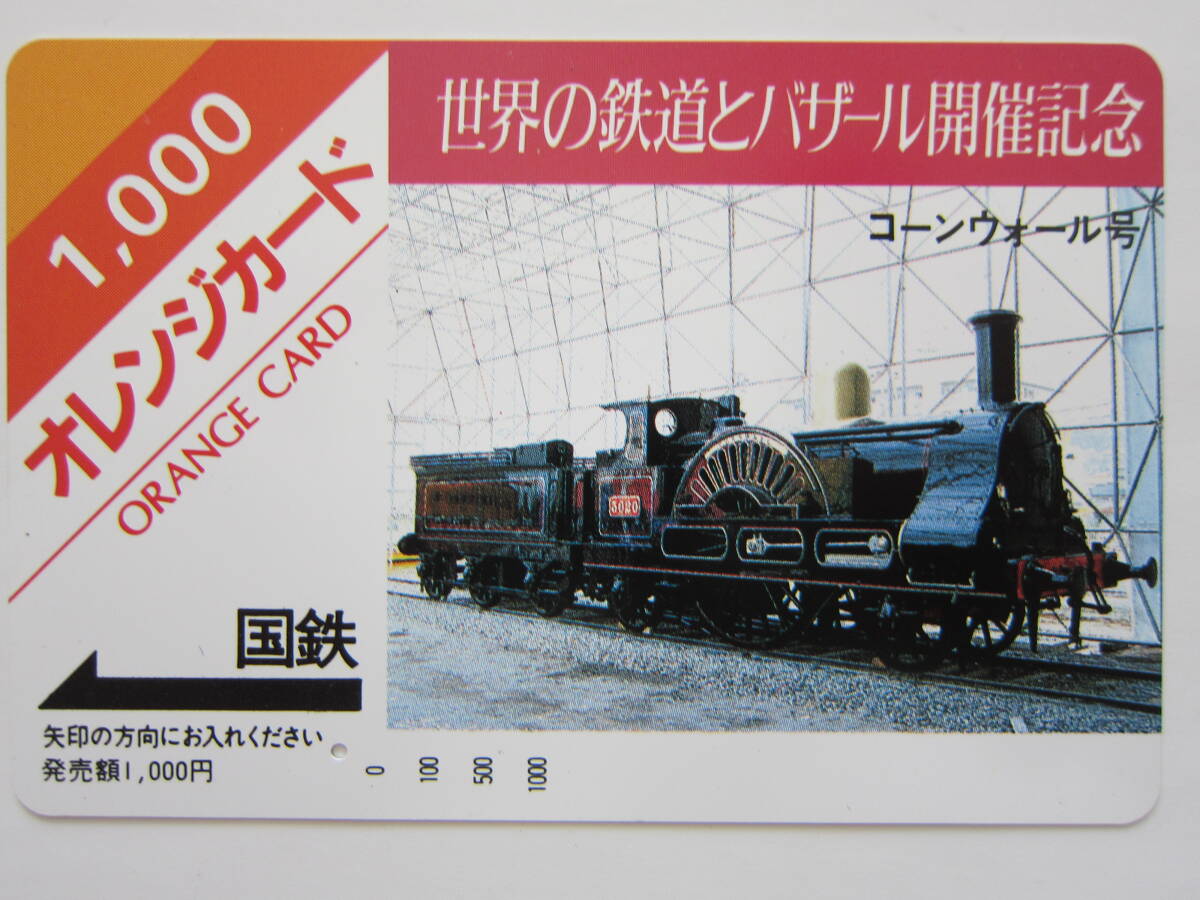 1,000
オレンジカード
ORANGE CARD
世界の鉄道とバザール開催記念
コーンウォール号
3020
国鉄
矢印の方向にお入れください
発売額1,000円
0 100 500 1000